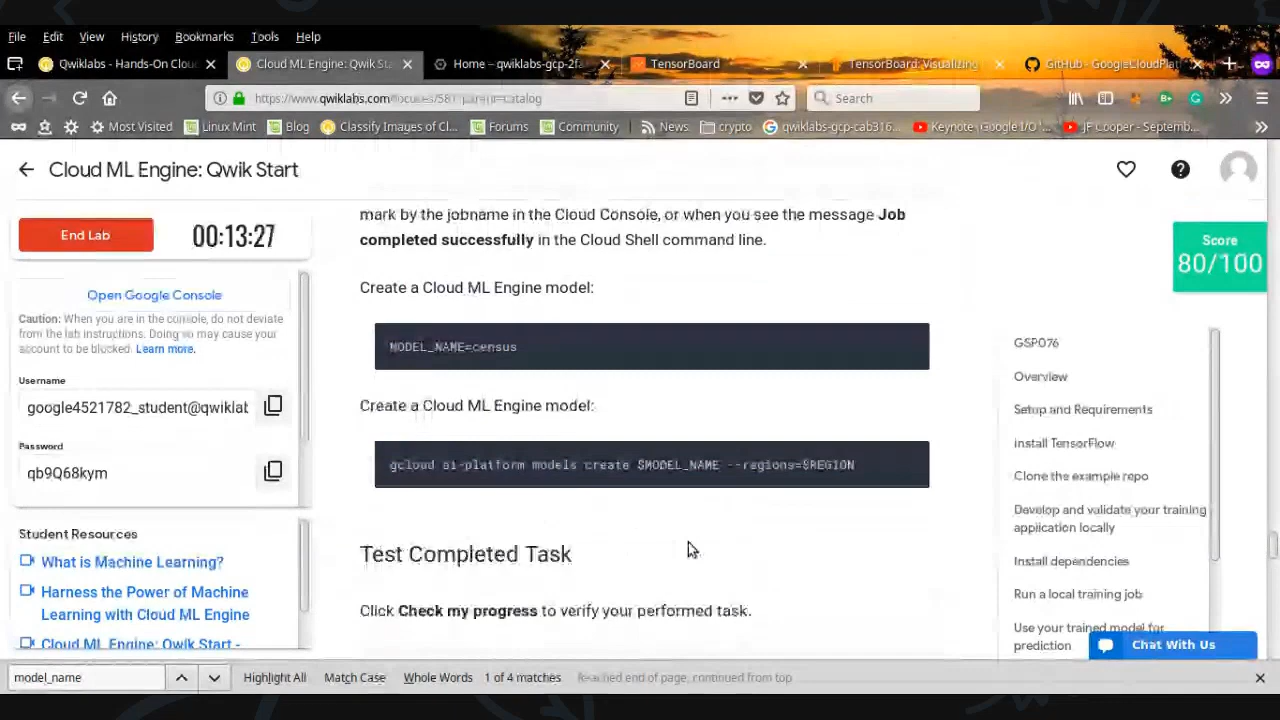 File Edit View History Bookmarks Tools Help
Qwiklabs - Hands-On Clou
Cloud ML Engine: Qwik Sta
Home – qwiklabs-gcp-2fa
TensorBoard
TensorBoard: Visualizing
GitHub - GoogleCloudPlatf
https://www.qwiklabs.com
catalog
Search
Most Visited
Linux Mint
Blog
Classify Images of Cl...
Forums
Community
News
crypto
qwiklabs-gcp-cab316...
Keynote (Google I/O '...
JF Cooper - Septemb...
Cloud ML Engine: Qwik Start
End Lab
00:13:27
Open Google Console
Caution: When you are in the console, do not deviate
from the lab instructions. Doing so may cause your
account to be blocked. Learn more.
Username
google4521782_student@qwiklab
Password
qb9Q68kym
Student Resources
What is Machine Learning?
Harness the Power of Machine
Learning with Cloud ML Engine
Cloud ML Engine: Qwik Start -
mark by the jobname in the Cloud Console, or when you see the message Job
completed successfully in the Cloud Shell command line.
Create a Cloud ML Engine model:
MODEL_NAME=census
Create a Cloud ML Engine model:
gcloud ai-platform models create $MODEL_NAME --regions=$REGION
Test Completed Task
Click Check my progress to verify your performed task.
Score
80/100
GSP076
Overview
Setup and Requirements
install TensorFlow
Clone the example repo
Develop and validate your training
application locally
Install dependencies
Run a local training job
Use your trained model for
prediction
Chat With Us
model_name
Highlight All
Match Case
Whole Words
1 of 4 matches
Reached end of page, continued from top